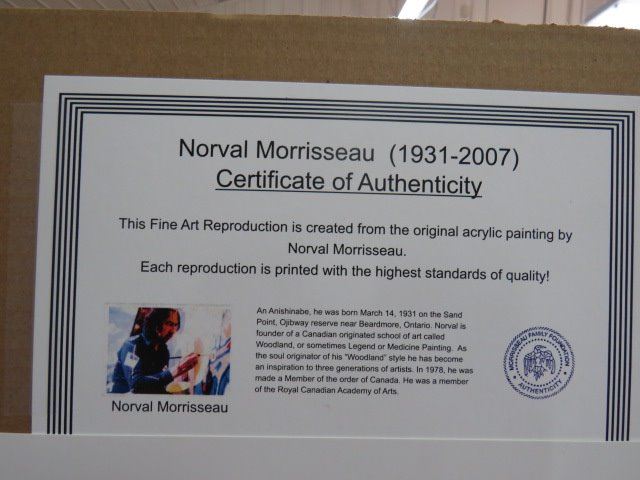 Norval Morrisseau (1931-2007)
Certificate of Authenticity
This Fine Art Reproduction is created from the original acrylic painting by
Norval Morrisseau.
Each reproduction is printed with the highest standards of quality!
An Anishinabe, he was born March 14, 1931 on the Sand
Point, Ojibway reserve near Beardmore, Ontario. Norval is
founder of a Canadian originated school of art called
Woodland, or sometimes Legend or Medicine Painting. As
the soul originator of his "Woodland" style he has become
an inspiration to three generations of artists. In 1978, he was
made a Member of the order of Canada. He was a member
of the Royal Canadian Academy of Arts.
Norval Morrisseau
MORRISSEAU FAMILY FOUNDATION
AUTHENTICITY